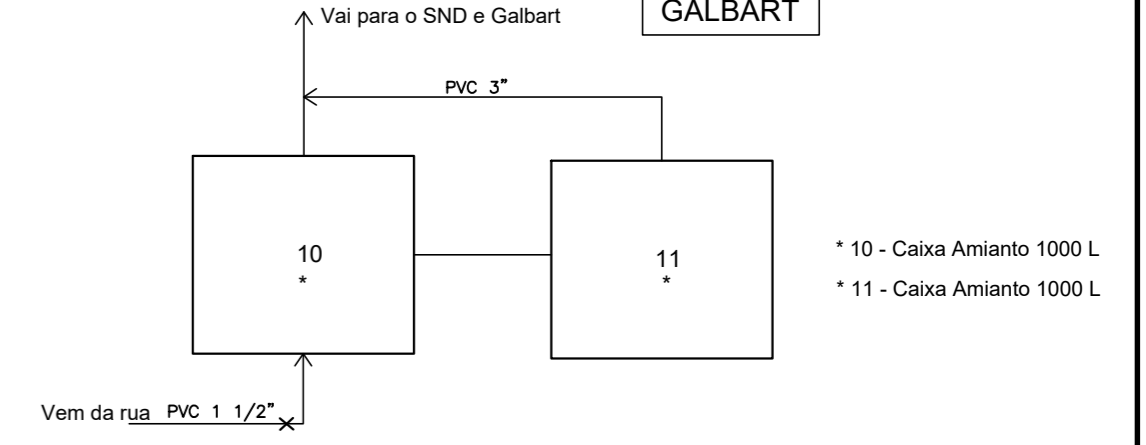 Vai para o SND e Galbart
GALBART
PVC 3”
10
*
11
*
* 10 - Caixa Amianto 1000 L
* 11 - Caixa Amianto 1000 L
Vem da rua PVC 1 1/2”